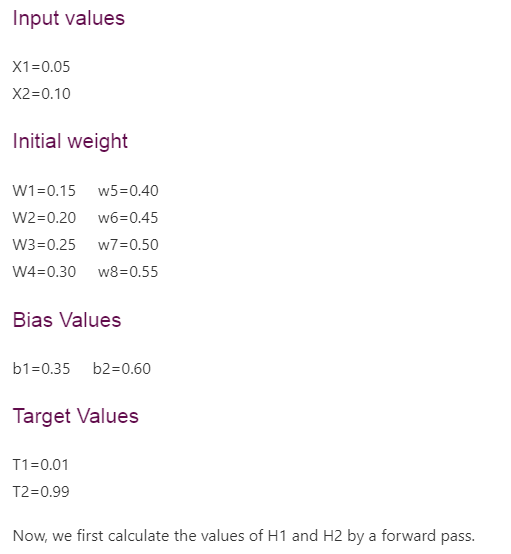 Input values
X1=0.05
X2=0.10
Initial weight
W1=0.15 w5=0.40
W2=0.20 w6=0.45
W3=0.25 w7=0.50
W4=0.30 w8=0.55
Bias Values
b1=0.35 b2=0.60
Target Values
T1=0.01
T2=0.99
Now, we first calculate the values of H1 and H2 by a forward pass.